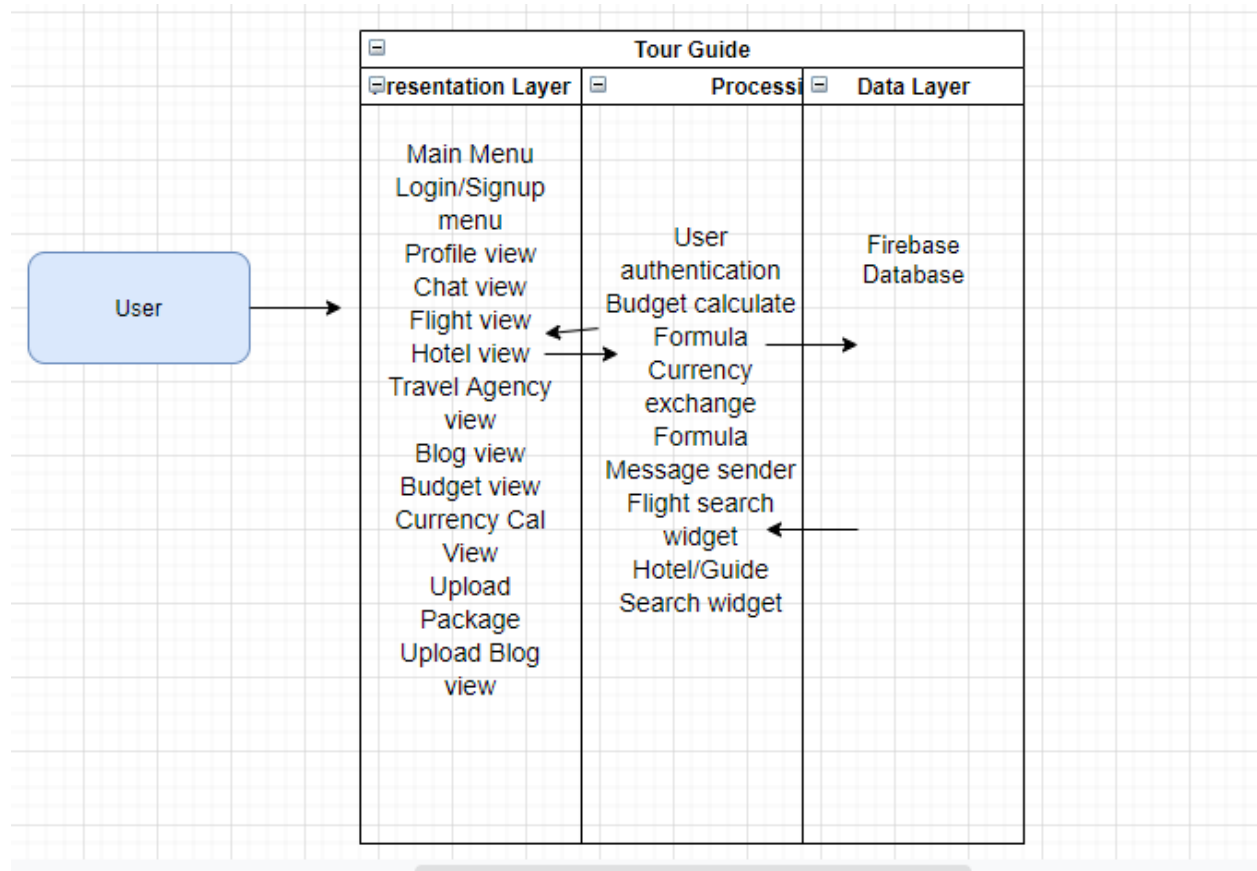 Tour Guide
resentation Layer
Processi
Data Layer
User
Main Menu
Login/Signup
menu
Profile view
Chat view
Flight view
Hotel view
Travel Agency
view
Blog view
Budget view
Currency Cal
View
Upload
Package
Upload Blog
view
User
authentication
Budget calculate
Formula
Currency
exchange
Formula
Message sender
Flight search
widget
Hotel/Guide
Search widget
Firebase
Database